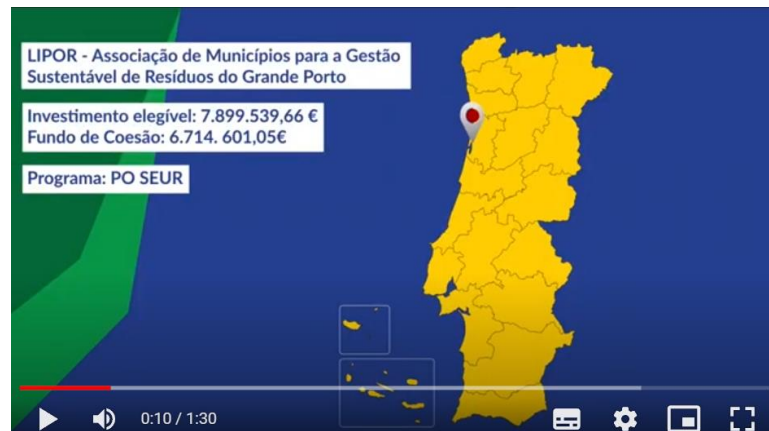 LIPOR - Associação de Municípios para a Gestão
Sustentável de Resíduos do Grande Porto
Investimento elegível: 7.899.539,66 €
Fundo de Coesão: 6.714. 601,05€
Programa: PO SEUR
0:10 / 1:30